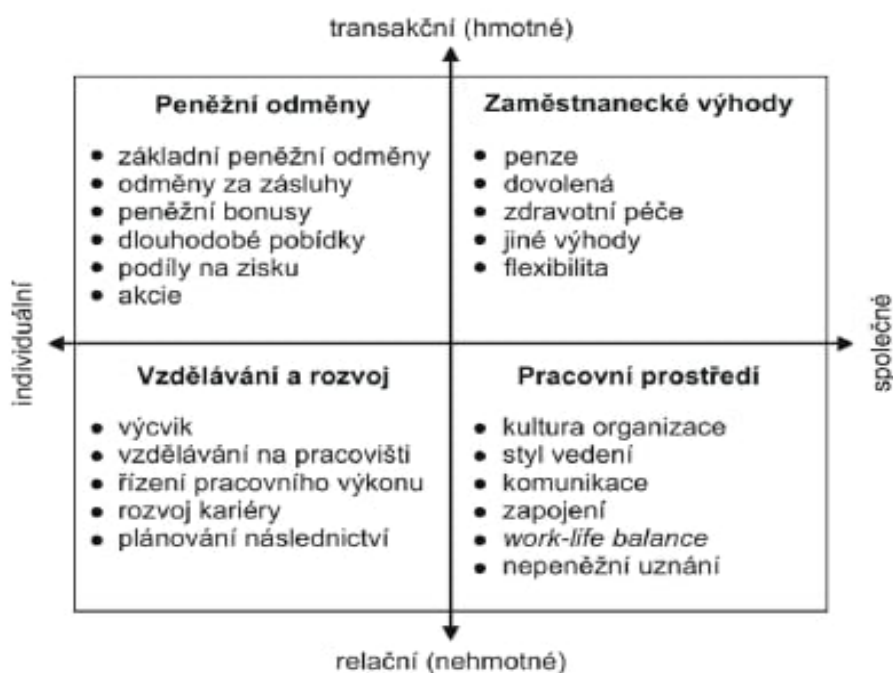 transakční (hmotné)
Peněžní odměny
• základní peněžní odměny
• odměny za zásluhy
• peněžní bonusy
• dlouhodobé pobídky
• podíly na zisku
• akcie
Zaměstnanecké výhody
• penze
• dovolená
• zdravotní péče
• jiné výhody
• flexibilita
individuální
společné
Vzdělávání a rozvoj
• výcvik
• vzdělávání na pracovišti
• řízení pracovního výkonu
• rozvoj kariéry
• plánování následnictví
Pracovní prostředí
• kultura organizace
• styl vedení
• komunikace
• zapojení
• work-life balance
• nepeněžní uznání
relační (nehmotné)